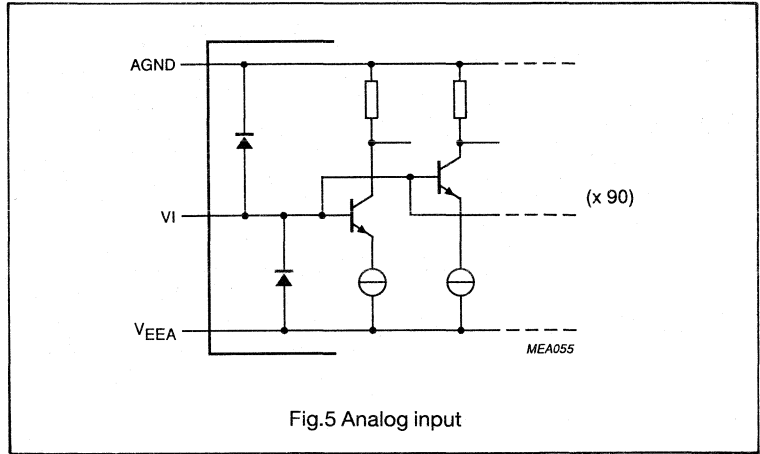 AGND
VI
(x 90)
VEEA
MEA055
Fig.5 Analog input